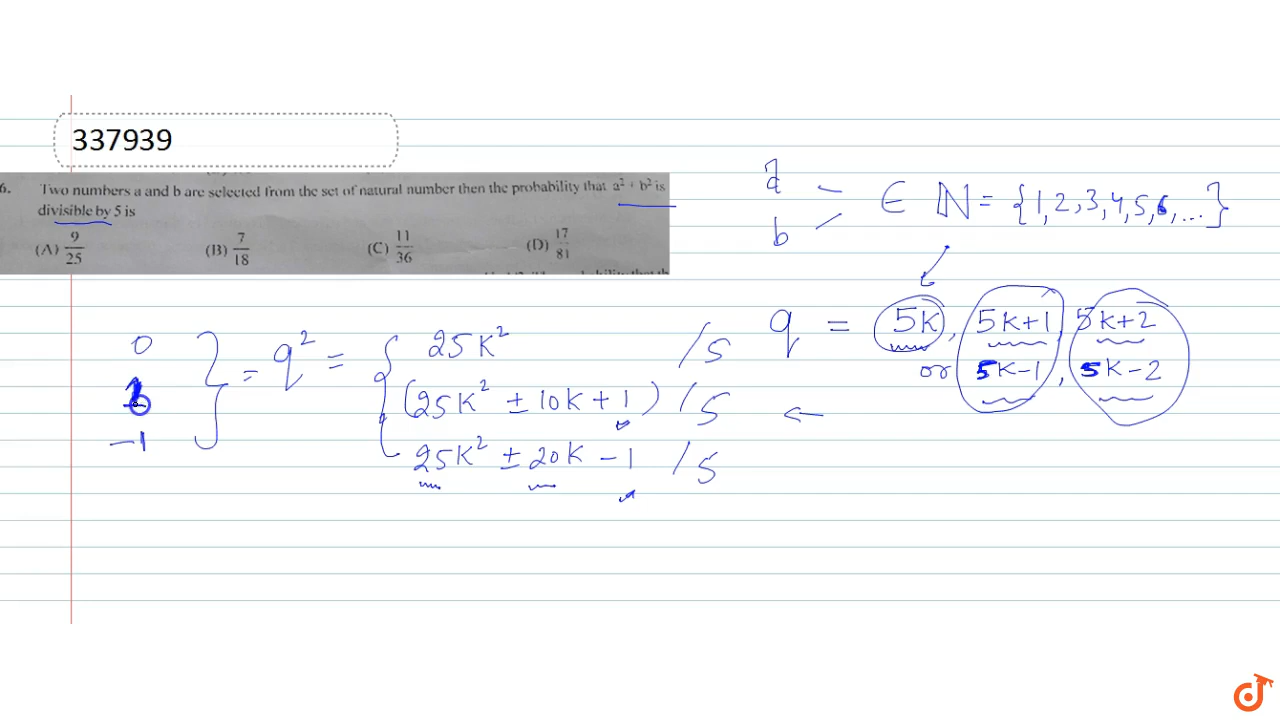 337939
6. Two numbers a and b are selected from the set of natural number then the probability that a² + b² is
divisible by 5 is
(A) 9/25 (B) 7/18 (C) 11/36 (D) 17/81
a
b
∈ ℕ = {1, 2, 3, 4, 5, 6, ...}
q = 5K, 5K+1, 5K+2
or 5K-1, 5K-2
0
1
-1
} = q² = {
25K² /5
(25K² ± 10K + 1) /5 ←
25K² ± 20K - 1 /5